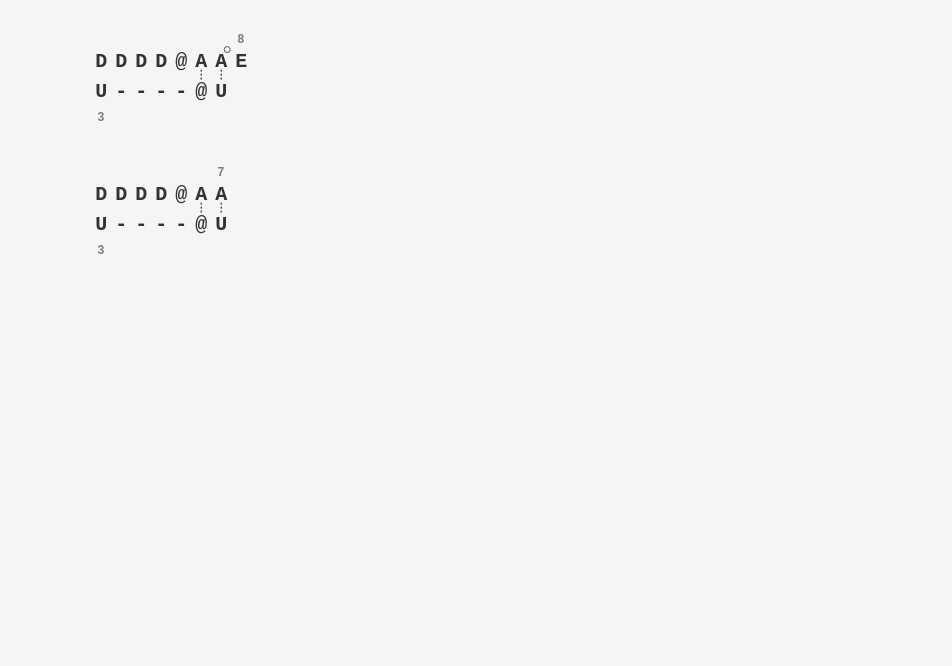 8
D D D D @ A A E
U - - - - @ U
3
7
D D D D @ A A
U - - - - @ U
3